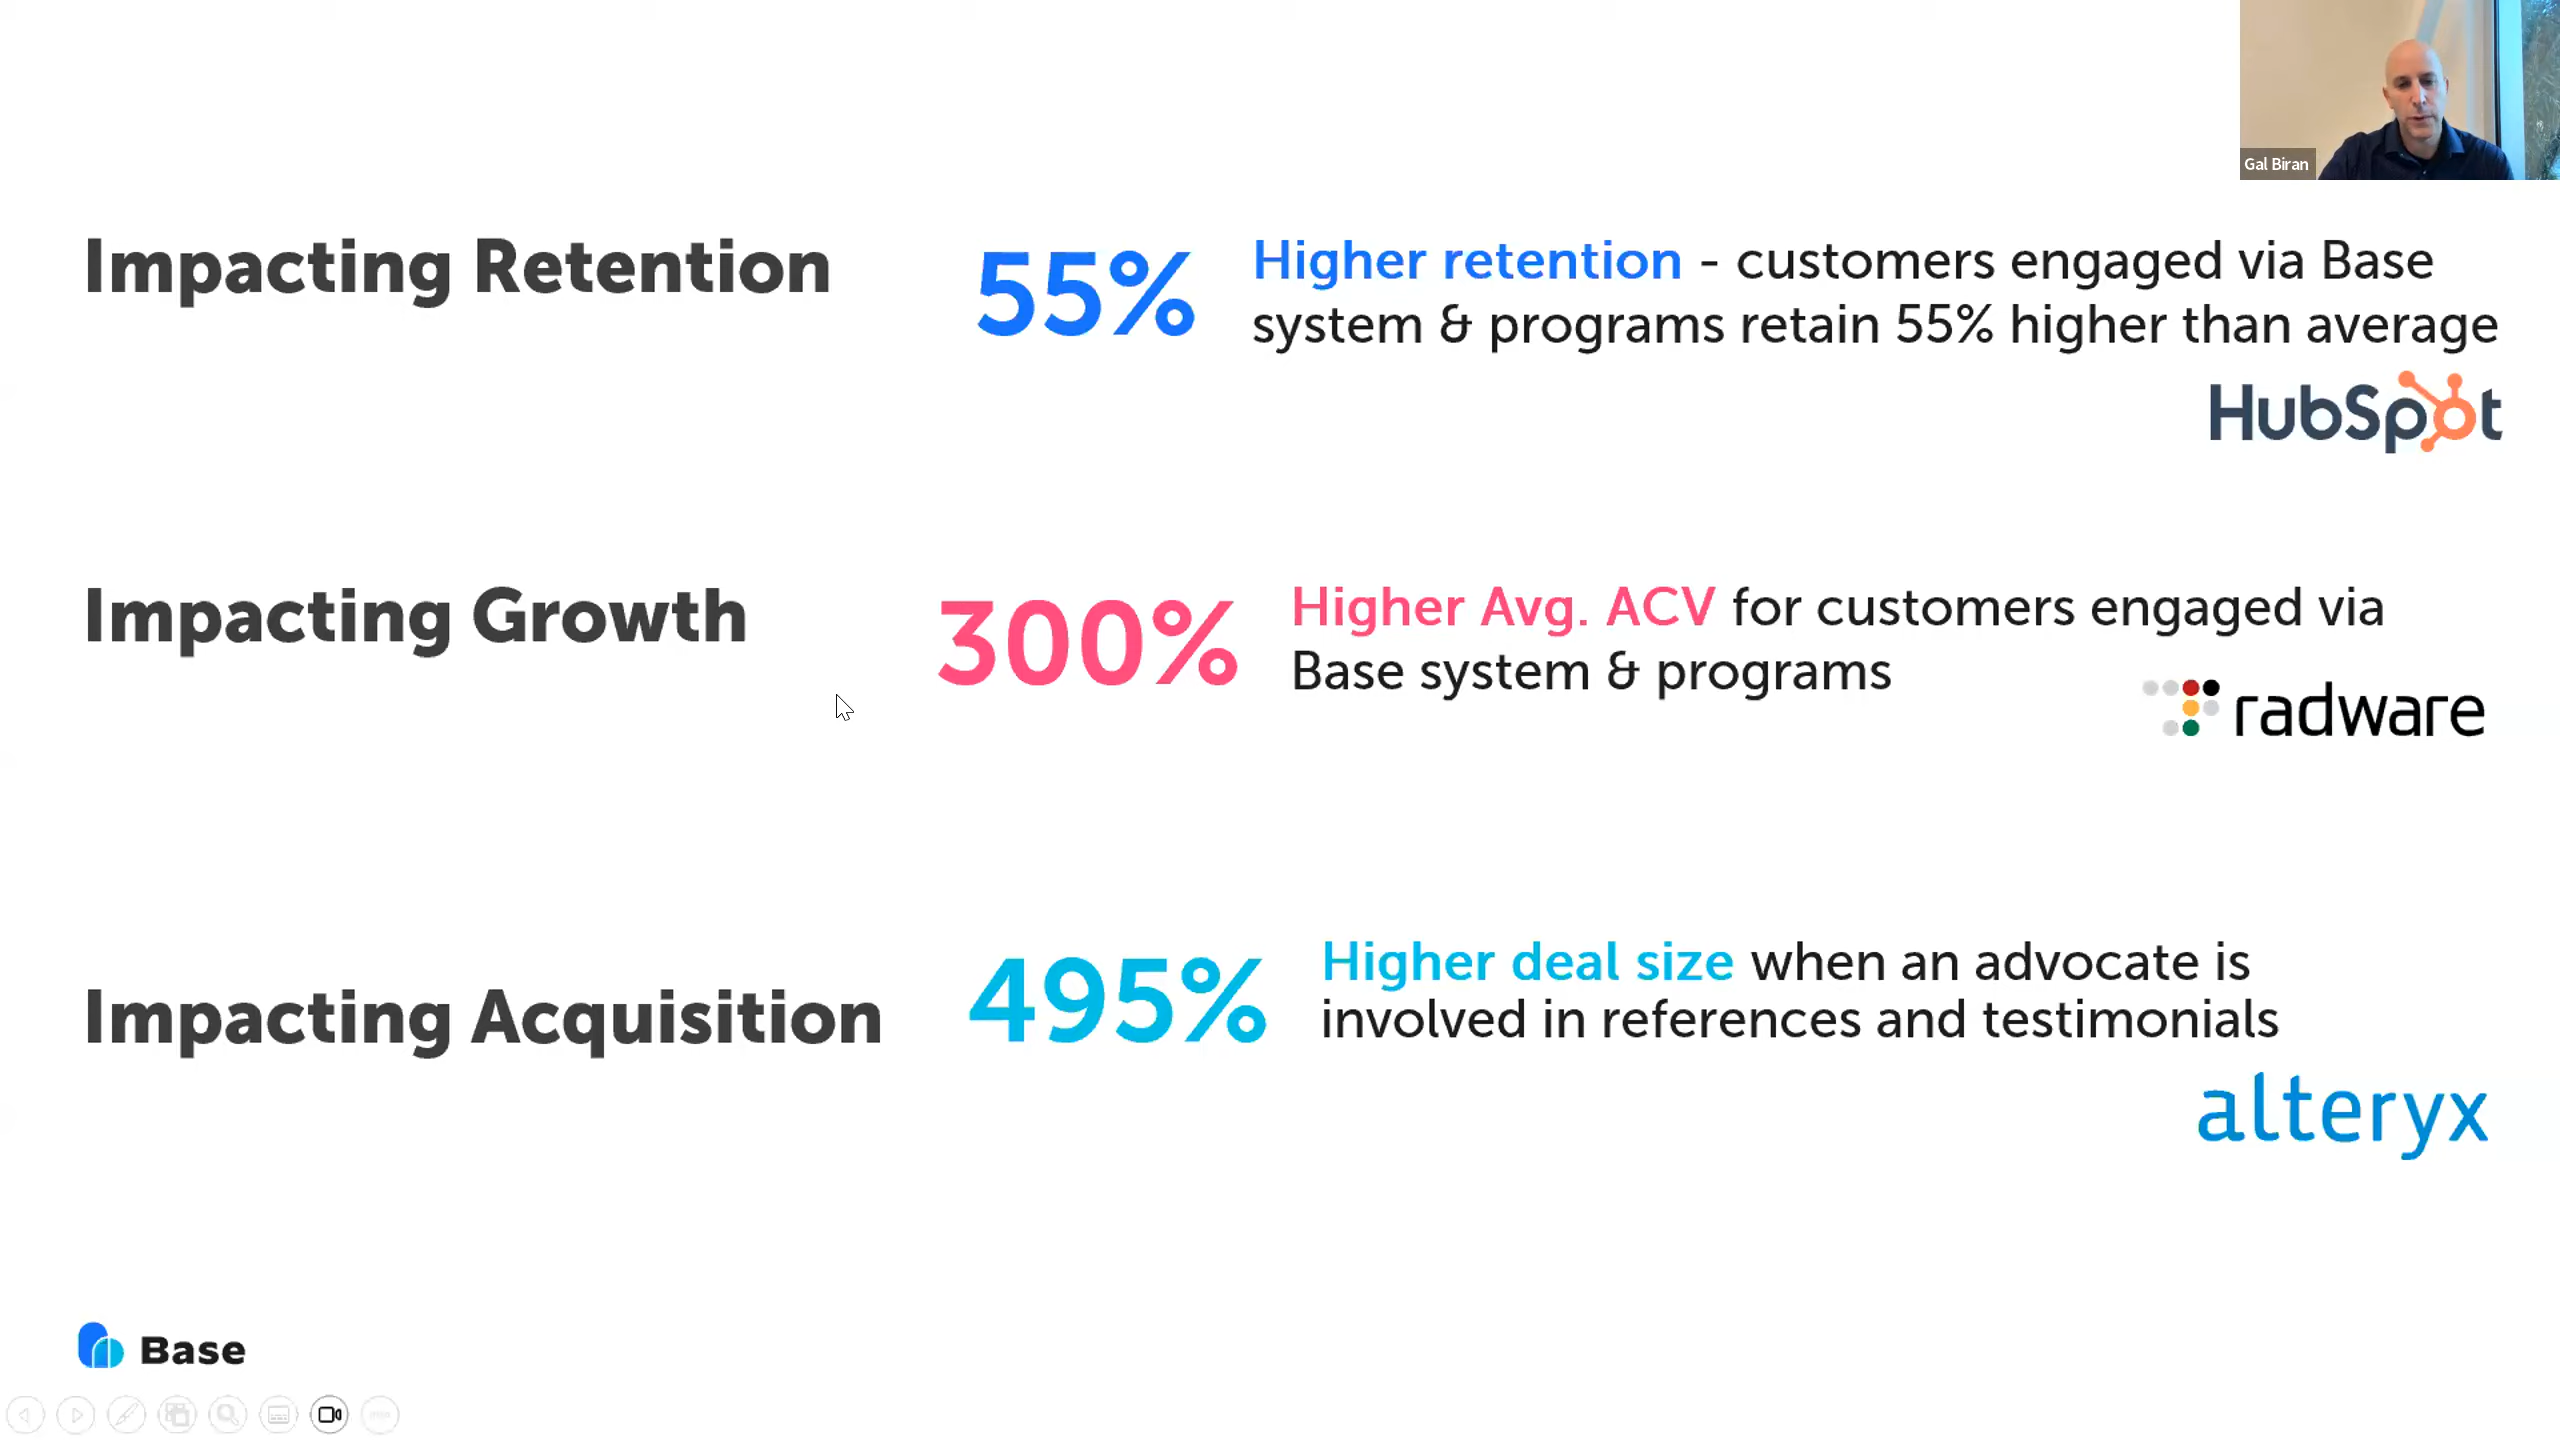 Gal Biran
Impacting Retention
55%
Higher retention - customers engaged via Base
system & programs retain 55% higher than average
HubSpot
Impacting Growth
300%
Higher Avg. ACV for customers engaged via
Base system & programs
radware
Impacting Acquisition
495%
Higher deal size when an advocate is
involved in references and testimonials
alteryx
Base